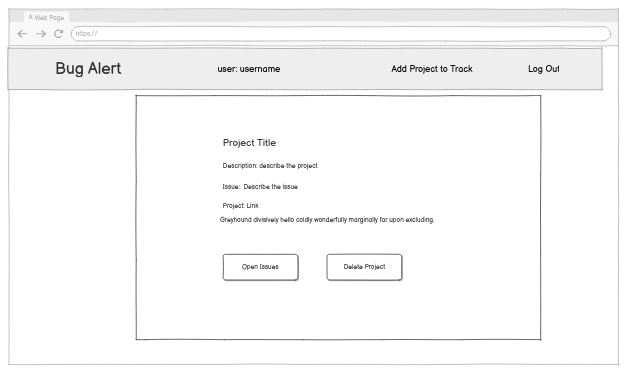 A Web Page
https://
Bug Alert
user: username
Add Project to Track
Log Out
Project Title
Description: describe the project
Issue: Describe the issue
Project Link
Greyhound divisively hello coldly wonderfully marginally for upon excluding.
Open Issues
Delete Project